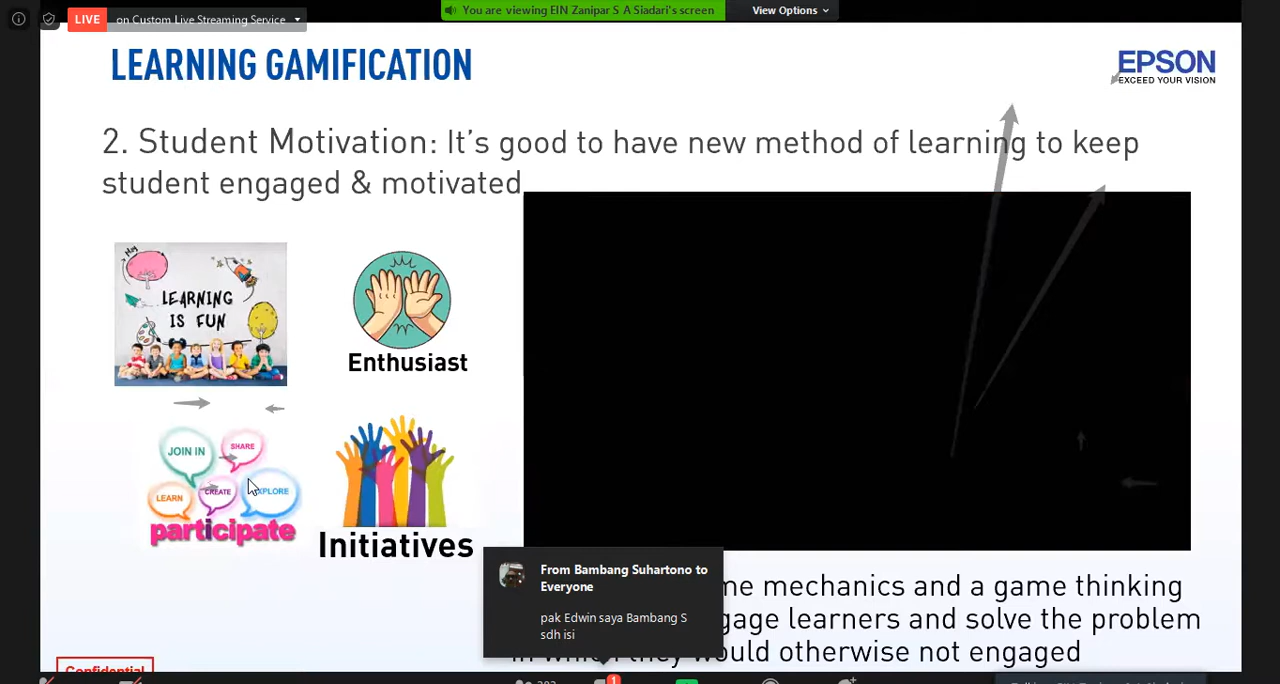 LIVE
on Custom Live Streaming Service
You are viewing EIN Zanipar S A Siadari's screen
View Options
LEARNING GAMIFICATION
EPSON
EXCEED YOUR VISION
2. Student Motivation: It's good to have new method of learning to keep
student engaged & motivated
LEARNING
IS FUN
Enthusiast
JOIN IN
SHARE
LEARN
CREATE
EXPLORE
participate
Initiatives
From Bambang Suhartono to
Everyone
pak Edwin saya Bambang S
sdh isi
me mechanics and a game thinking
gage learners and solve the problem
in which they would otherwise not engaged
Confidential
1